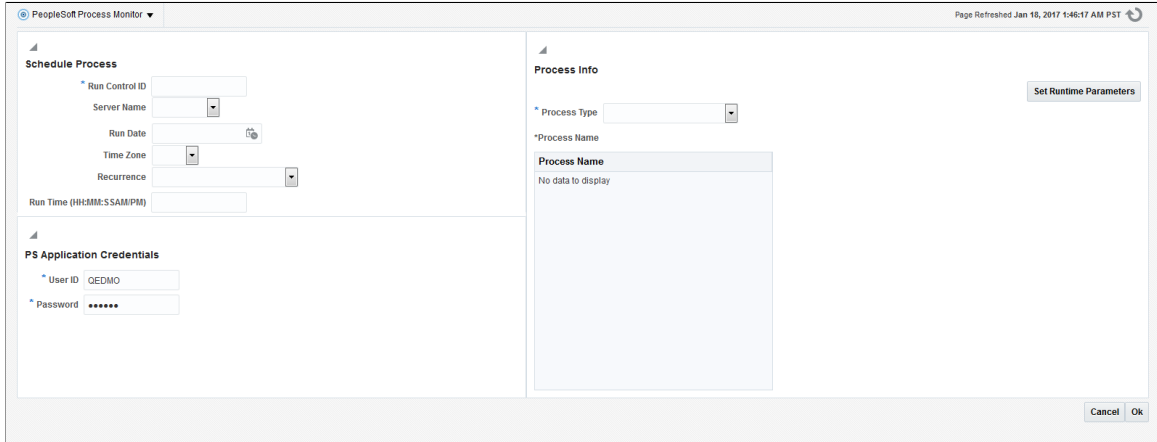 PeopleSoft Process Monitor
Page Refreshed Jan 18, 2017 1:46:17 AM PST
Schedule Process
* Run Control ID
Server Name
Run Date
Time Zone
Recurrence
Run Time (HH:MM:SSAM/PM)
PS Application Credentials
* User ID QEDMO
* Password ••••••
Process Info
Set Runtime Parameters
* Process Type
*Process Name
Process Name
No data to display
Cancel Ok